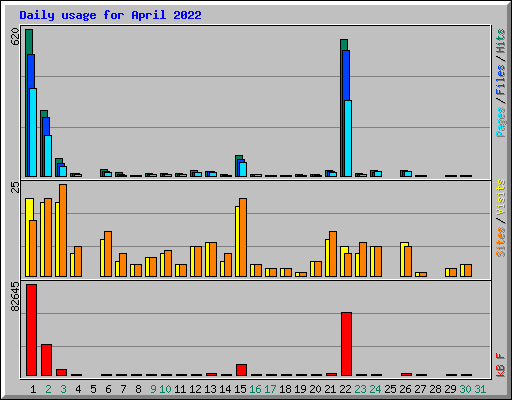 Daily usage for April 2022
620
Pages / Files / Hits
25
Sites / Visits
82645
kB F
1 2 3 4 5 6 7 8 9 10 11 12 13 14 15 16 17 18 19 20 21 22 23 24 25 26 27 28 29 30 31